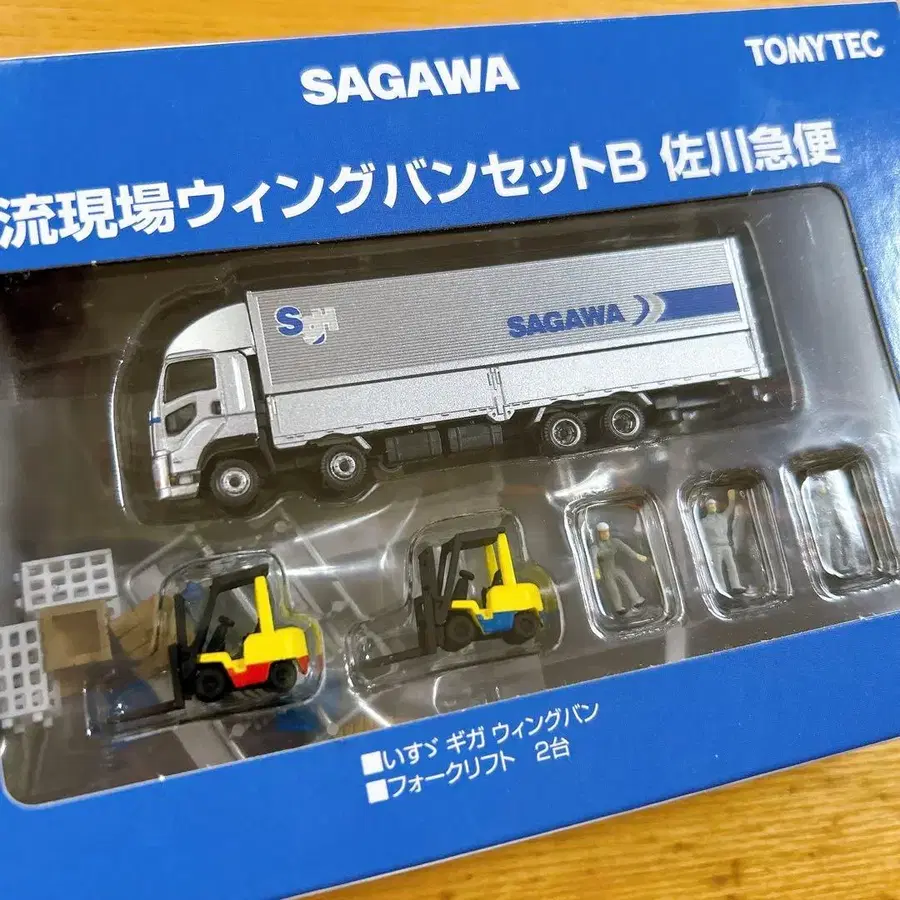 SAGAWA
TOMYTEC
流現場ウィングバンセットB 佐川急便
SGH
SAGAWA
■いすゞ ギガ ウィングバン
■フォークリフト 2台